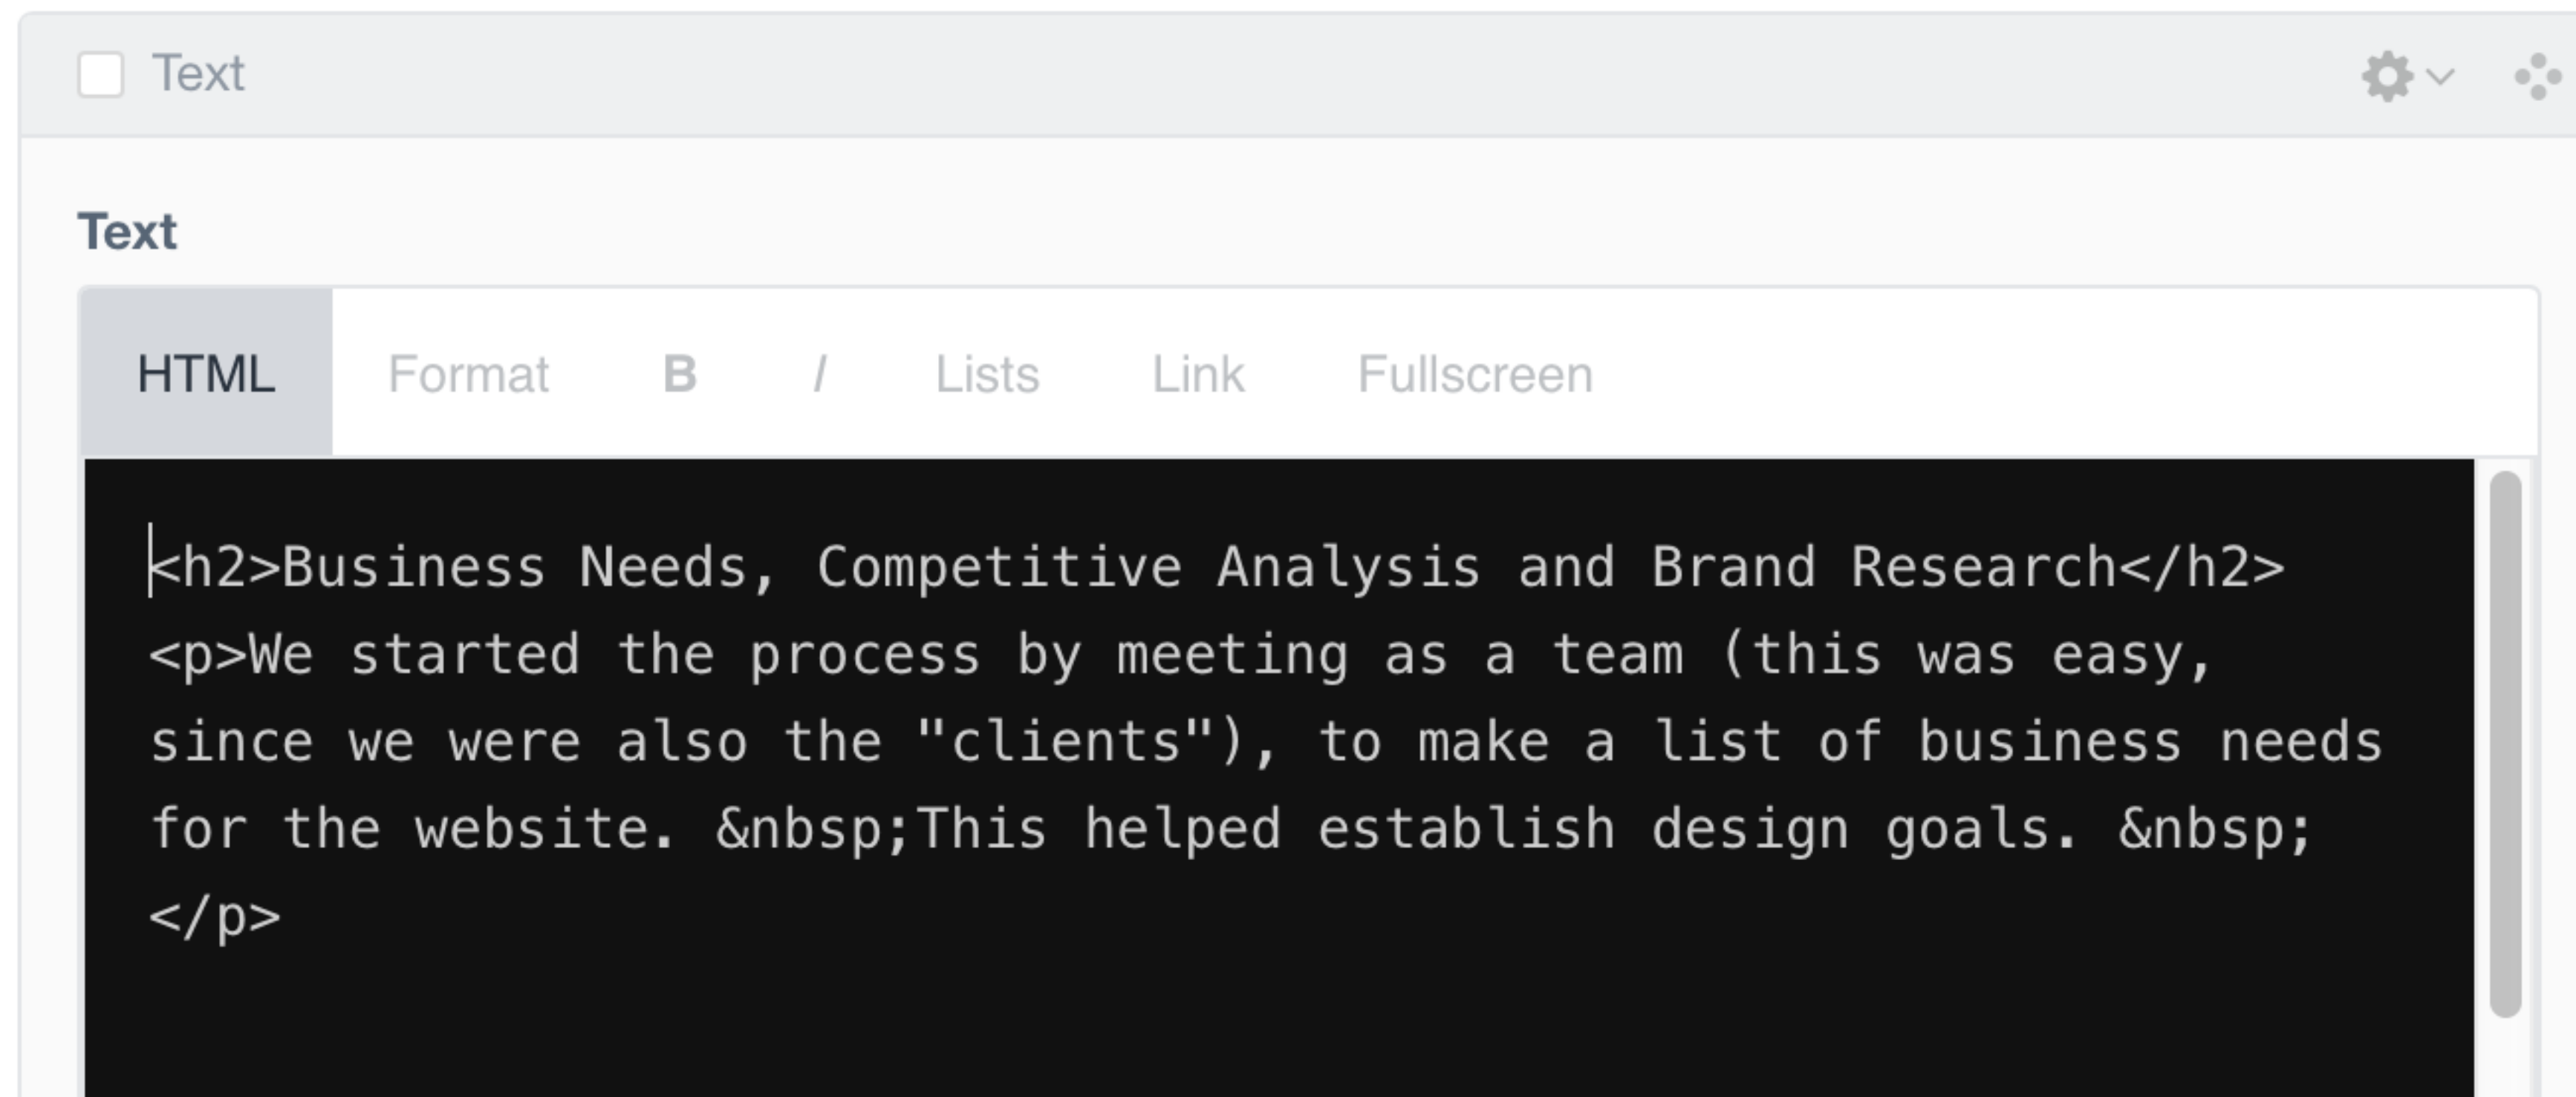 Text
Text
HTML Format B I Lists Link Fullscreen
<h2>Business Needs, Competitive Analysis and Brand Research</h2>
<p>We started the process by meeting as a team (this was easy,
since we were also the "clients"), to make a list of business needs
for the website. &nbsp;This helped establish design goals. &nbsp;
</p>